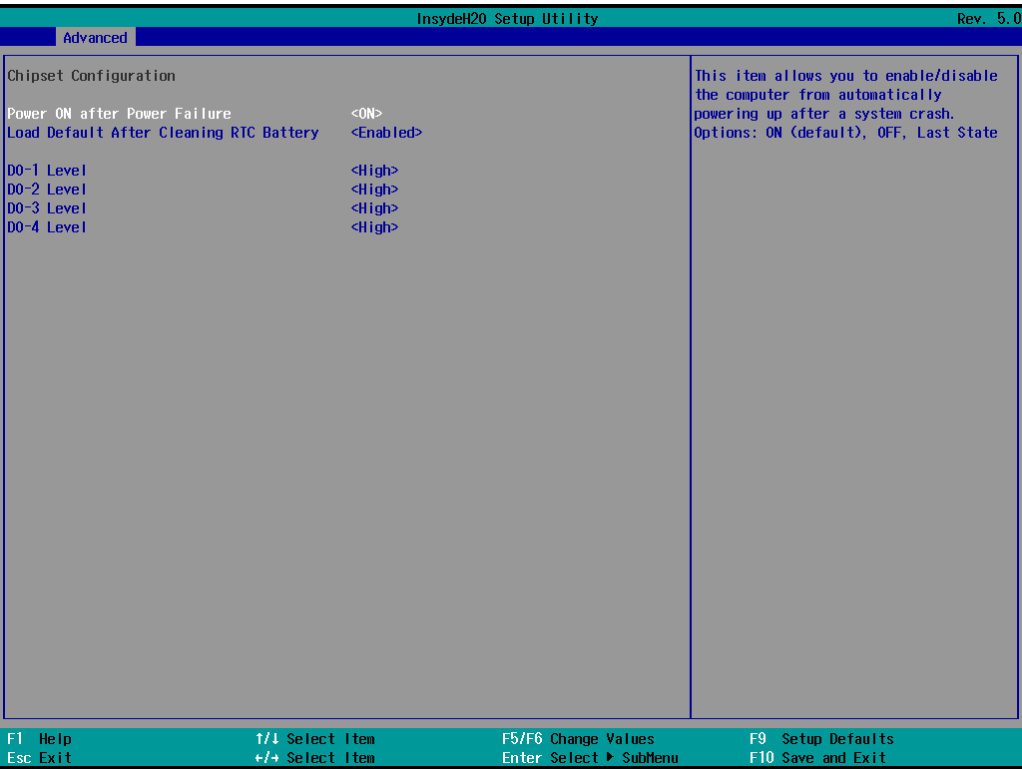 InsydeH20 Setup Utility Rev. 5.0
Advanced
Chipset Configuration
Power ON after Power Failure <ON>
Load Default After Cleaning RTC Battery <Enabled>
DO-1 Level <High>
DO-2 Level <High>
DO-3 Level <High>
DO-4 Level <High>
This item allows you to enable/disable
the computer from automatically
powering up after a system crash.
Options: ON (default), OFF, Last State
F1 Help ↑/↓ Select Item F5/F6 Change Values F9 Setup Defaults
Esc Exit ←/→ Select Item Enter Select ▶ SubMenu F10 Save and Exit